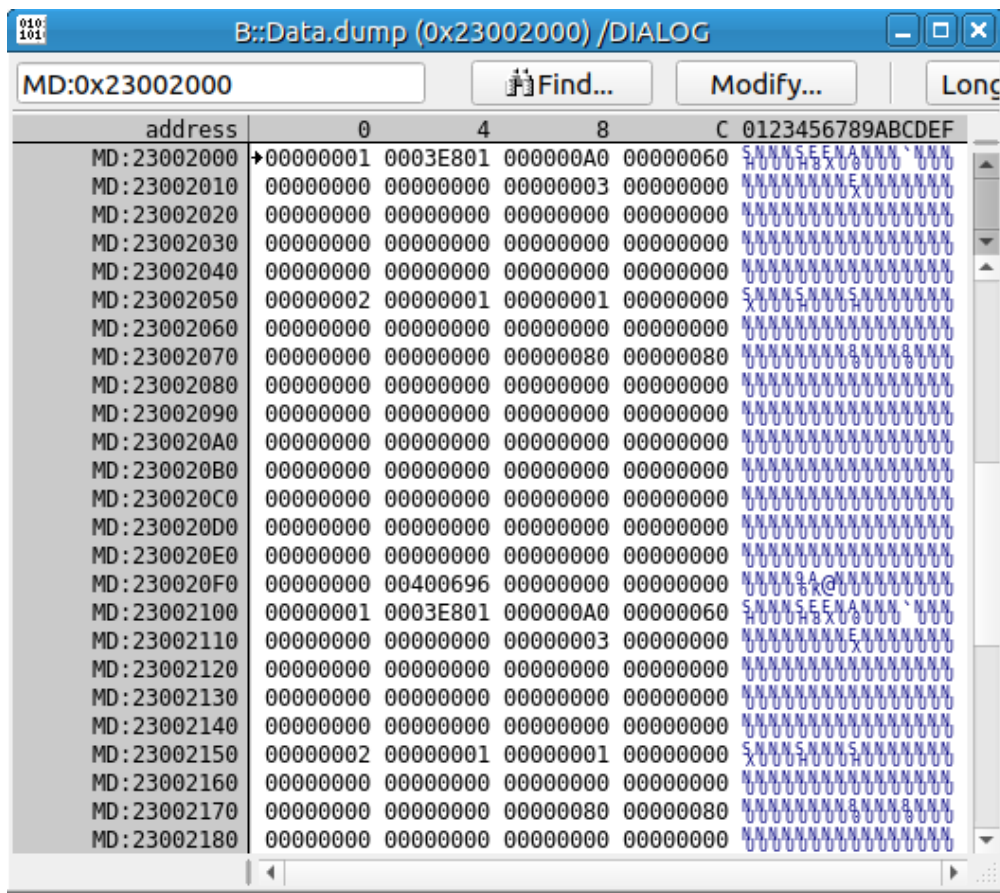 010
101
B::Data.dump (0x23002000) /DIALOG
MD:0x23002000 Find... Modify... Long
address 0 4 8 C 0123456789ABCDEF
MD:23002000 00000001 0003E801 000000A0 00000060
MD:23002010 00000000 00000000 00000003 00000000
MD:23002020 00000000 00000000 00000000 00000000
MD:23002030 00000000 00000000 00000000 00000000
MD:23002040 00000000 00000000 00000000 00000000
MD:23002050 00000002 00000001 00000001 00000000
MD:23002060 00000000 00000000 00000000 00000000
MD:23002070 00000000 00000000 00000080 00000080
MD:23002080 00000000 00000000 00000000 00000000
MD:23002090 00000000 00000000 00000000 00000000
MD:230020A0 00000000 00000000 00000000 00000000
MD:230020B0 00000000 00000000 00000000 00000000
MD:230020C0 00000000 00000000 00000000 00000000
MD:230020D0 00000000 00000000 00000000 00000000
MD:230020E0 00000000 00000000 00000000 00000000
MD:230020F0 00000000 00400696 00000000 00000000
MD:23002100 00000001 0003E801 000000A0 00000060
MD:23002110 00000000 00000000 00000003 00000000
MD:23002120 00000000 00000000 00000000 00000000
MD:23002130 00000000 00000000 00000000 00000000
MD:23002140 00000000 00000000 00000000 00000000
MD:23002150 00000002 00000001 00000001 00000000
MD:23002160 00000000 00000000 00000000 00000000
MD:23002170 00000000 00000000 00000080 00000080
MD:23002180 00000000 00000000 00000000 00000000